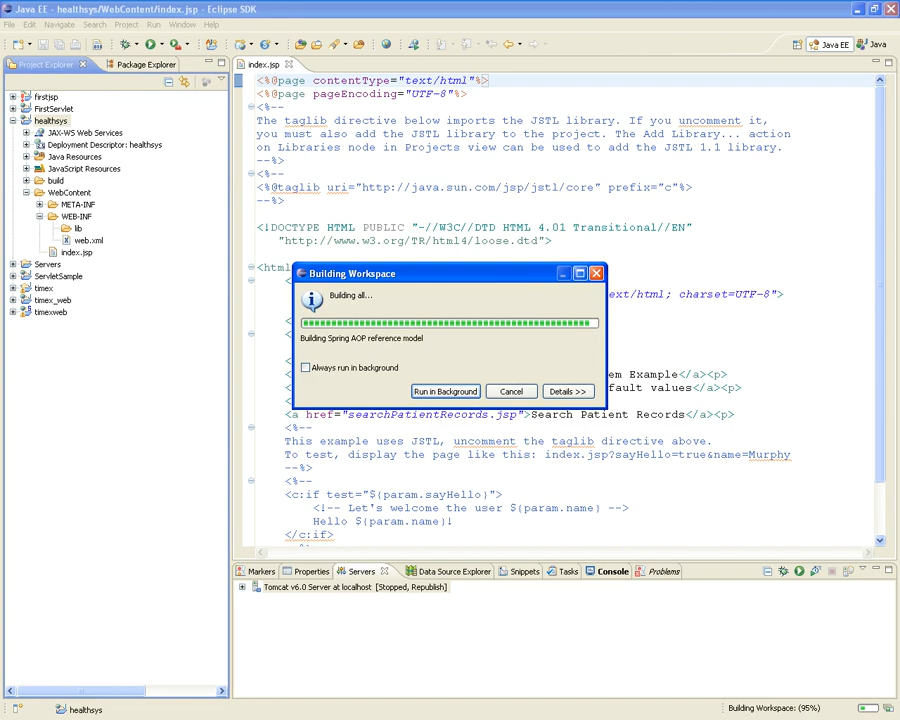 Java EE - healthsys/WebContent/index.jsp - Eclipse SDK
File Edit Navigate Search Project Run Window Help
Java EE Java
Project Explorer Package Explorer
firstjsp
FirstServlet
healthsys
JAX-WS Web Services
Deployment Descriptor: healthsys
Java Resources
JavaScript Resources
build
WebContent
META-INF
WEB-INF
lib
web.xml
index.jsp
Servers
ServletSample
timex
timex_web
timexweb
index.jsp
<%@page contentType="text/html"%>
<%@page pageEncoding="UTF-8"%>
<%--
The taglib directive below imports the JSTL library. If you uncomment it,
you must also add the JSTL library to the project. The Add Library... action
on Libraries node in Projects view can be used to add the JSTL 1.1 library.
--%>
<%--
<%@taglib uri="http://java.sun.com/jsp/jstl/core" prefix="c"%>
--%>
<!DOCTYPE HTML PUBLIC "-//W3C//DTD HTML 4.01 Transitional//EN"
"http://www.w3.org/TR/html4/loose.dtd">
<html
ext/html; charset=UTF-8">
em Example</a><p>
fault values</a><p>
<a href="searchPatientRecords.jsp">Search Patient Records</a><p>
<%--
This example uses JSTL, uncomment the taglib directive above.
To test, display the page like this: index.jsp?sayHello=true&name=Murphy
--%>
<%--
<c:if test="${param.sayHello}">
<!-- Let's welcome the user ${param.name} -->
Hello ${param.name}!
</c:if>
Building Workspace
Building all...
Building Spring AOP reference model
Always run in background
Run in Background Cancel Details >>
Markers Properties Servers Data Source Explorer Snippets Tasks Console Problems
Tomcat v6.0 Server at localhost [Stopped, Republish]
healthsys
Building Workspace: (95%)